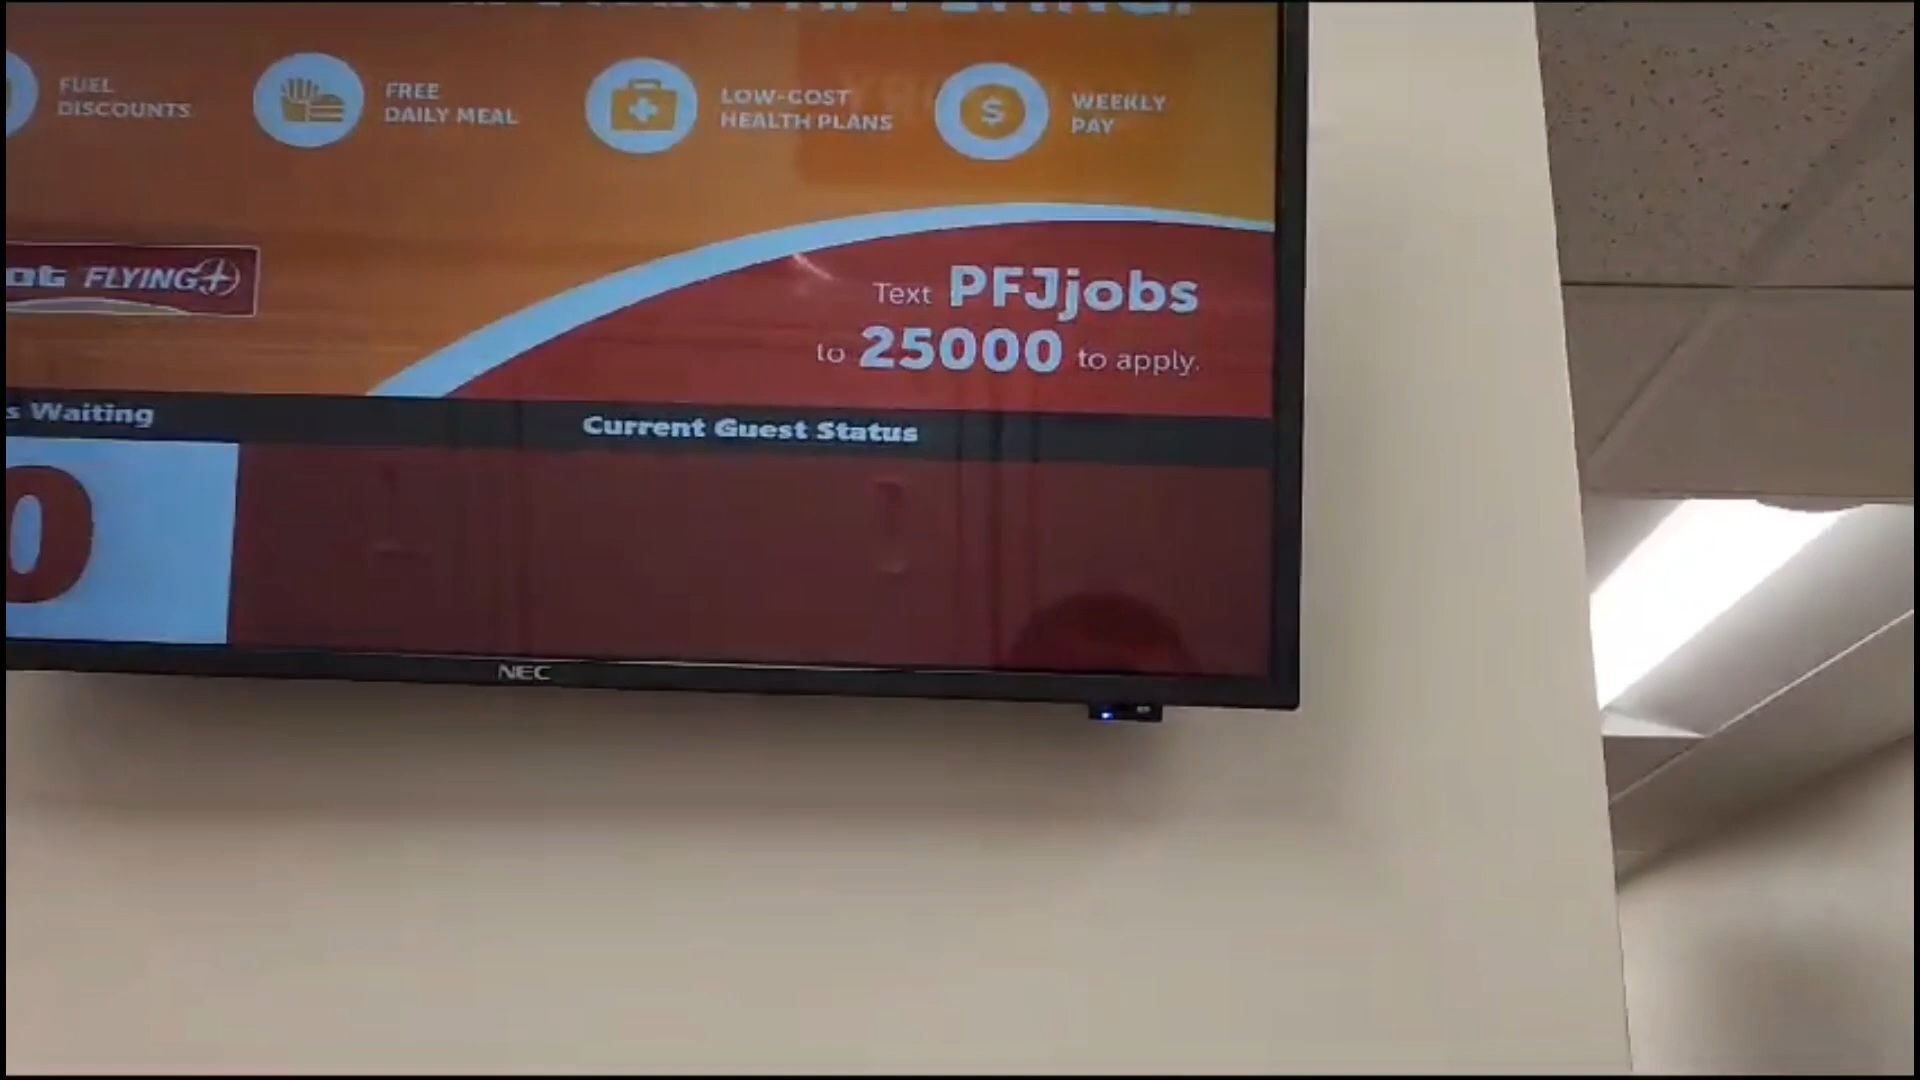 FUEL
DISCOUNTS
FREE
DAILY MEAL
LOW-COST
HEALTH PLANS
WEEKLY
PAY
FLYING
Text PFJjobs
to 25000 to apply.
Waiting
Current Guest Status
0
NEC